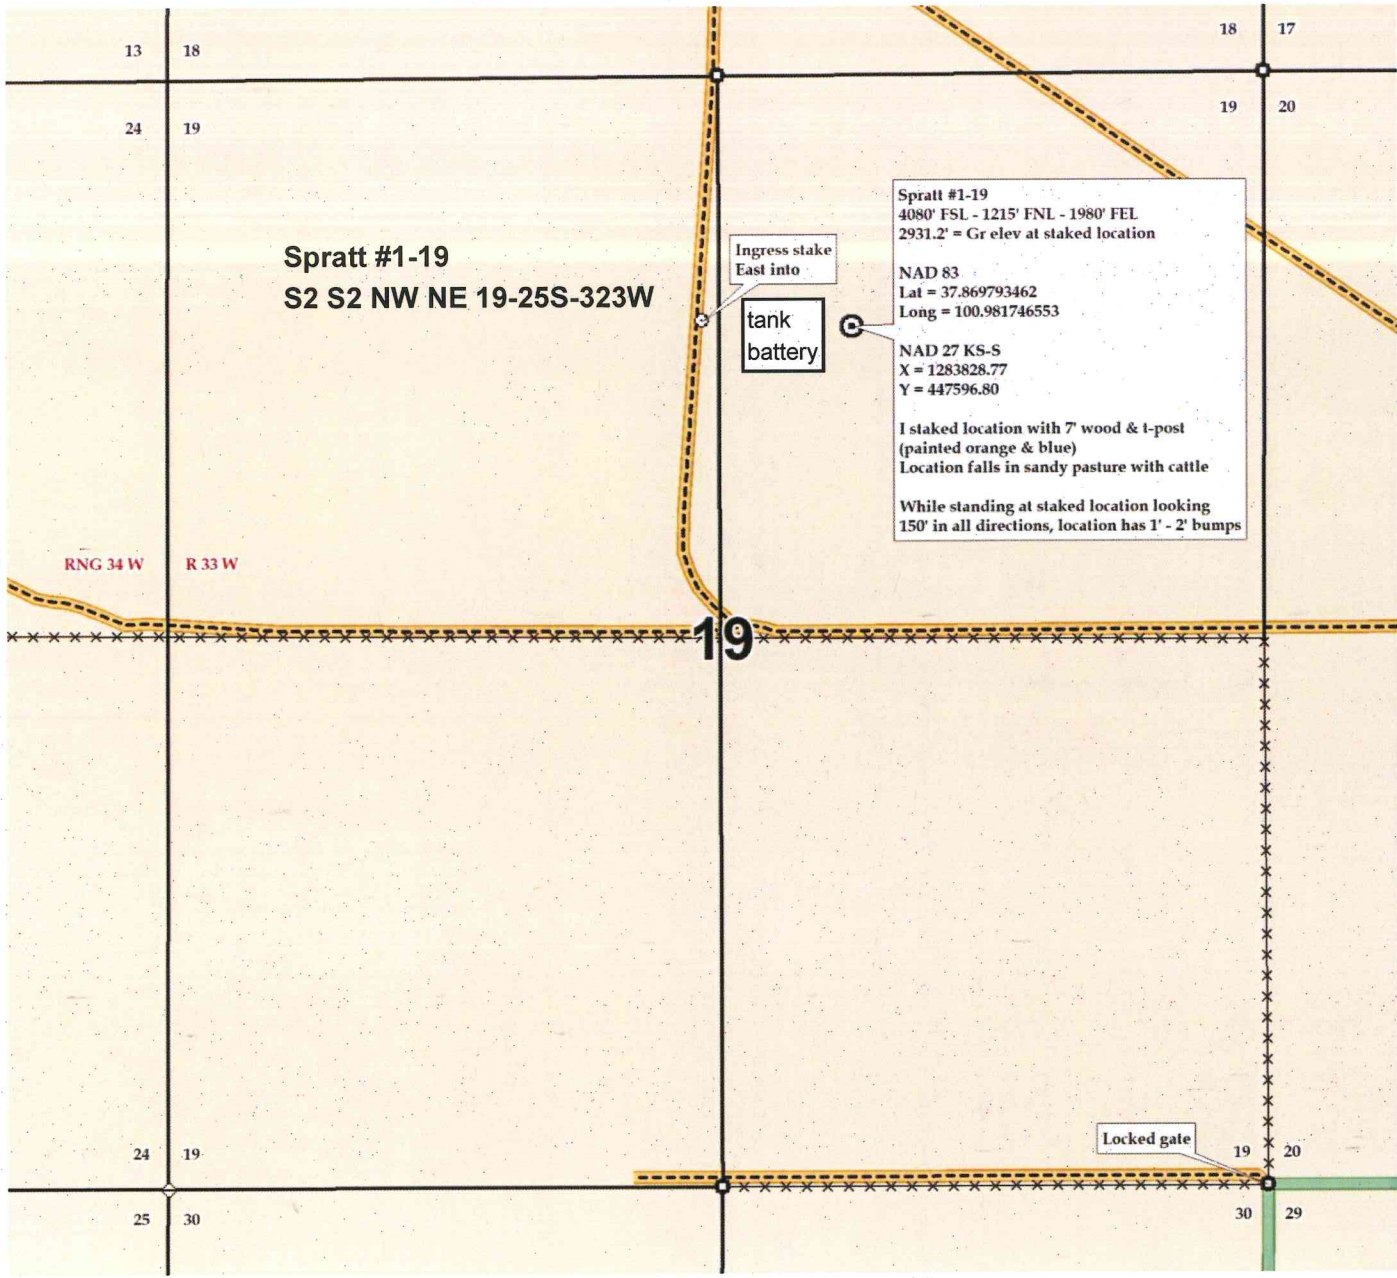 13 18
18 17
24 19
19 20
Spratt #1-19
S2 S2 NW NE 19-25S-323W
Ingress stake
East into
tank
battery
Spratt #1-19
4080' FSL - 1215' FNL - 1980' FEL
2931.2' = Gr elev at staked location
NAD 83
Lat = 37.869793462
Long = 100.981746553
NAD 27 KS-S
X = 1283828.77
Y = 447596.80
I staked location with 7' wood & t-post
(painted orange & blue)
Location falls in sandy pasture with cattle
While standing at staked location looking
150' in all directions, location has 1' - 2' bumps
RNG 34 W R 33 W
19
Locked gate
24 19
19 20
25 30
30 29